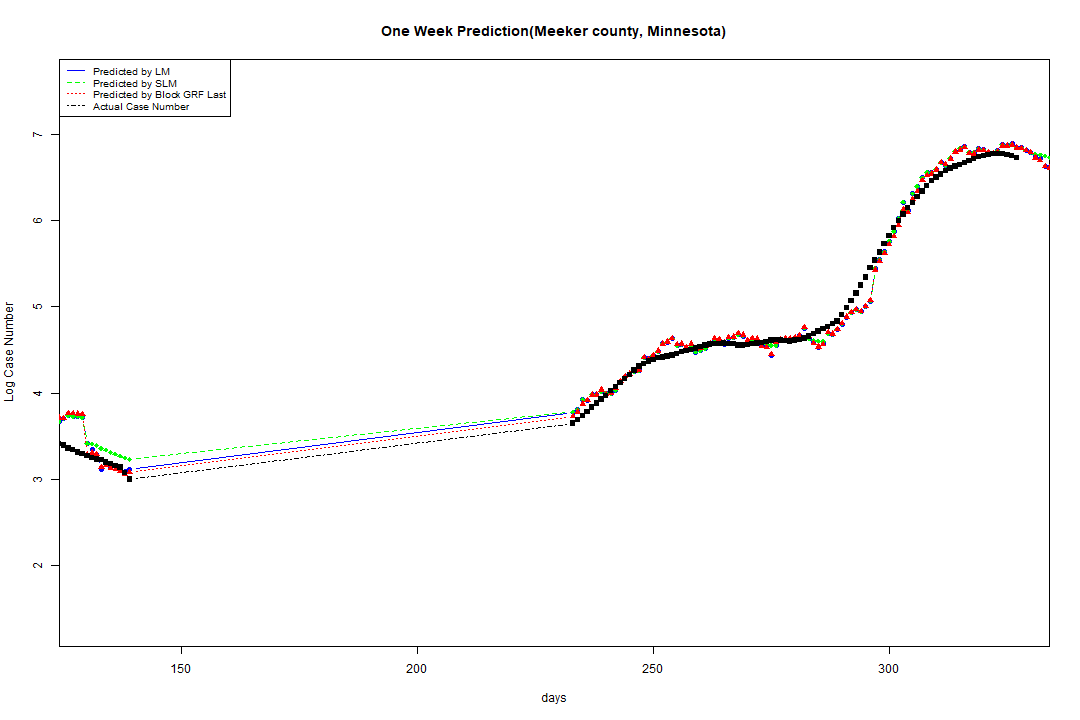 One Week Prediction(Meeker county, Minnesota)
Predicted by LM
Predicted by SLM
Predicted by Block GRF Last
Actual Case Number
7
6
5
4
3
2
Log Case Number
150 200 250 300
days